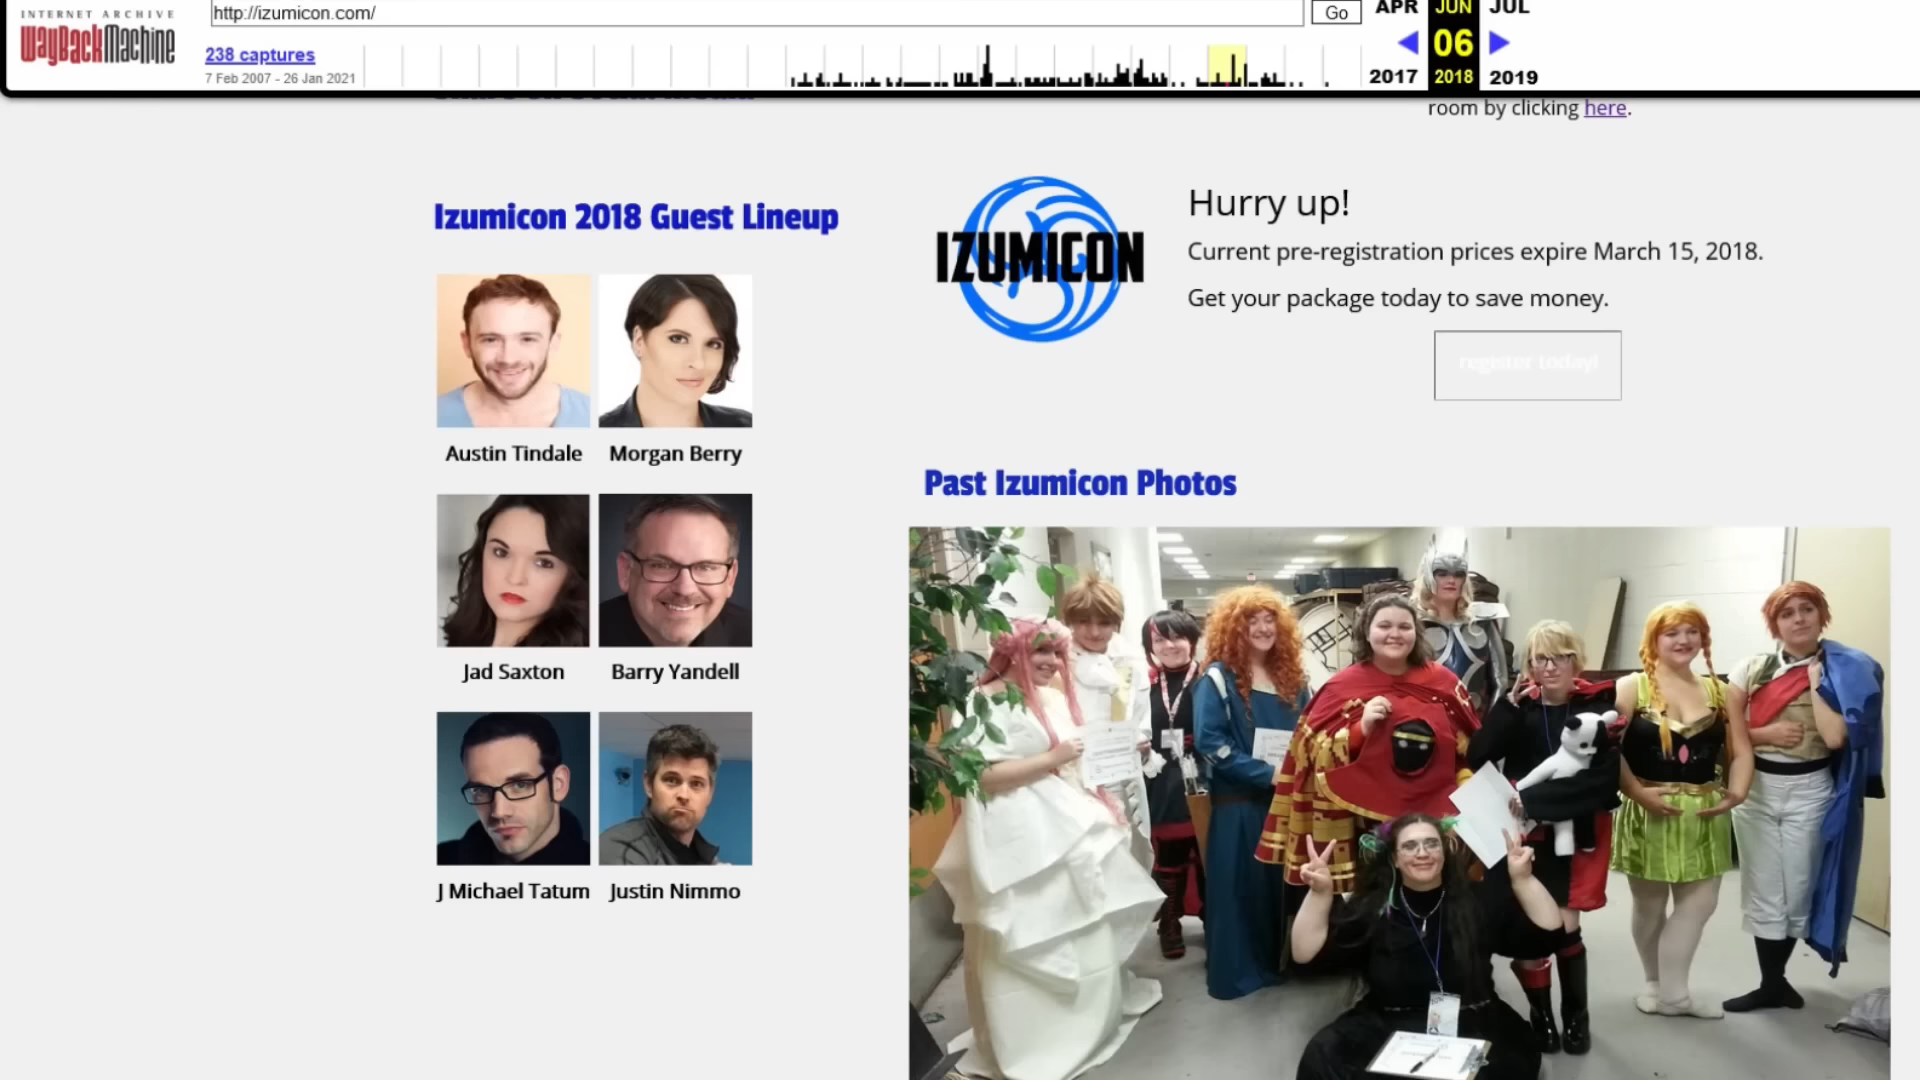 INTERNET ARCHIVE
WayBackMachine
http://izumicon.com/
Go
238 captures
7 Feb 2007 - 26 Jan 2021
APR JUN JUL
06
2017 2018 2019
room by clicking here.
Izumicon 2018 Guest Lineup
Austin Tindale Morgan Berry
Jad Saxton Barry Yandell
J Michael Tatum Justin Nimmo
IZUMICON
Hurry up!
Current pre-registration prices expire March 15, 2018.
Get your package today to save money.
register today!
Past Izumicon Photos